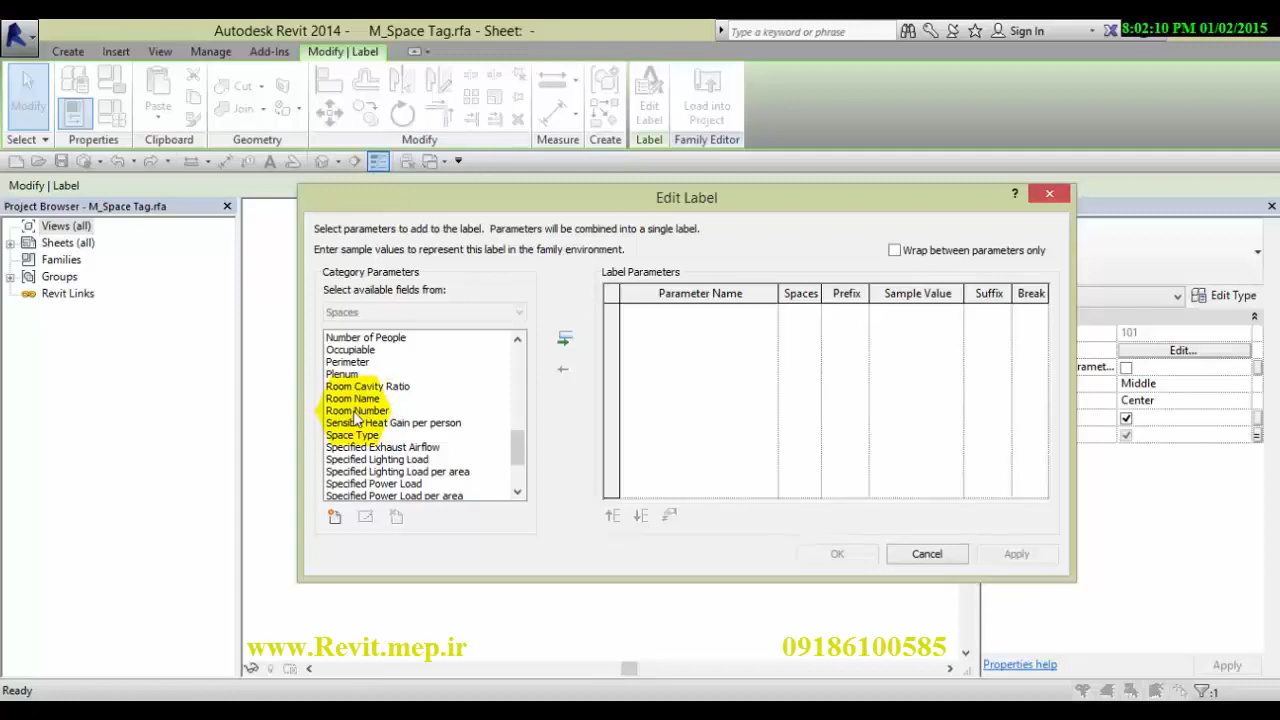 Autodesk Revit 2014 - M_Space Tag.rfa - Sheet: -
Type a keyword or phrase
Sign In
8:02:10 PM 01/02/2015
Create Insert View Manage Add-Ins Modify | Label
Modify
Paste
Cut
Join
Edit Label
Load into Project
Select Properties Clipboard Geometry Modify Measure Create Label Family Editor
Modify | Label
Project Browser - M_Space Tag.rfa
Views (all)
Sheets (all)
Families
Groups
Revit Links
Edit Label
Select parameters to add to the label. Parameters will be combined into a single label.
Enter sample values to represent this label in the family environment.
Wrap between parameters only
Category Parameters
Select available fields from:
Spaces
Number of People
Occupiable
Perimeter
Plenum
Room Cavity Ratio
Room Name
Room Number
Sensible Heat Gain per person
Space Type
Specified Exhaust Airflow
Specified Lighting Load
Specified Lighting Load per area
Specified Power Load
Specified Power Load per area
Label Parameters
Parameter Name Spaces Prefix Sample Value Suffix Break
OK Cancel Apply
Edit Type
101
Edit...
ramet...
Middle
Center
Properties help
Apply
www.Revit.mep.ir
09186100585
Ready
:1